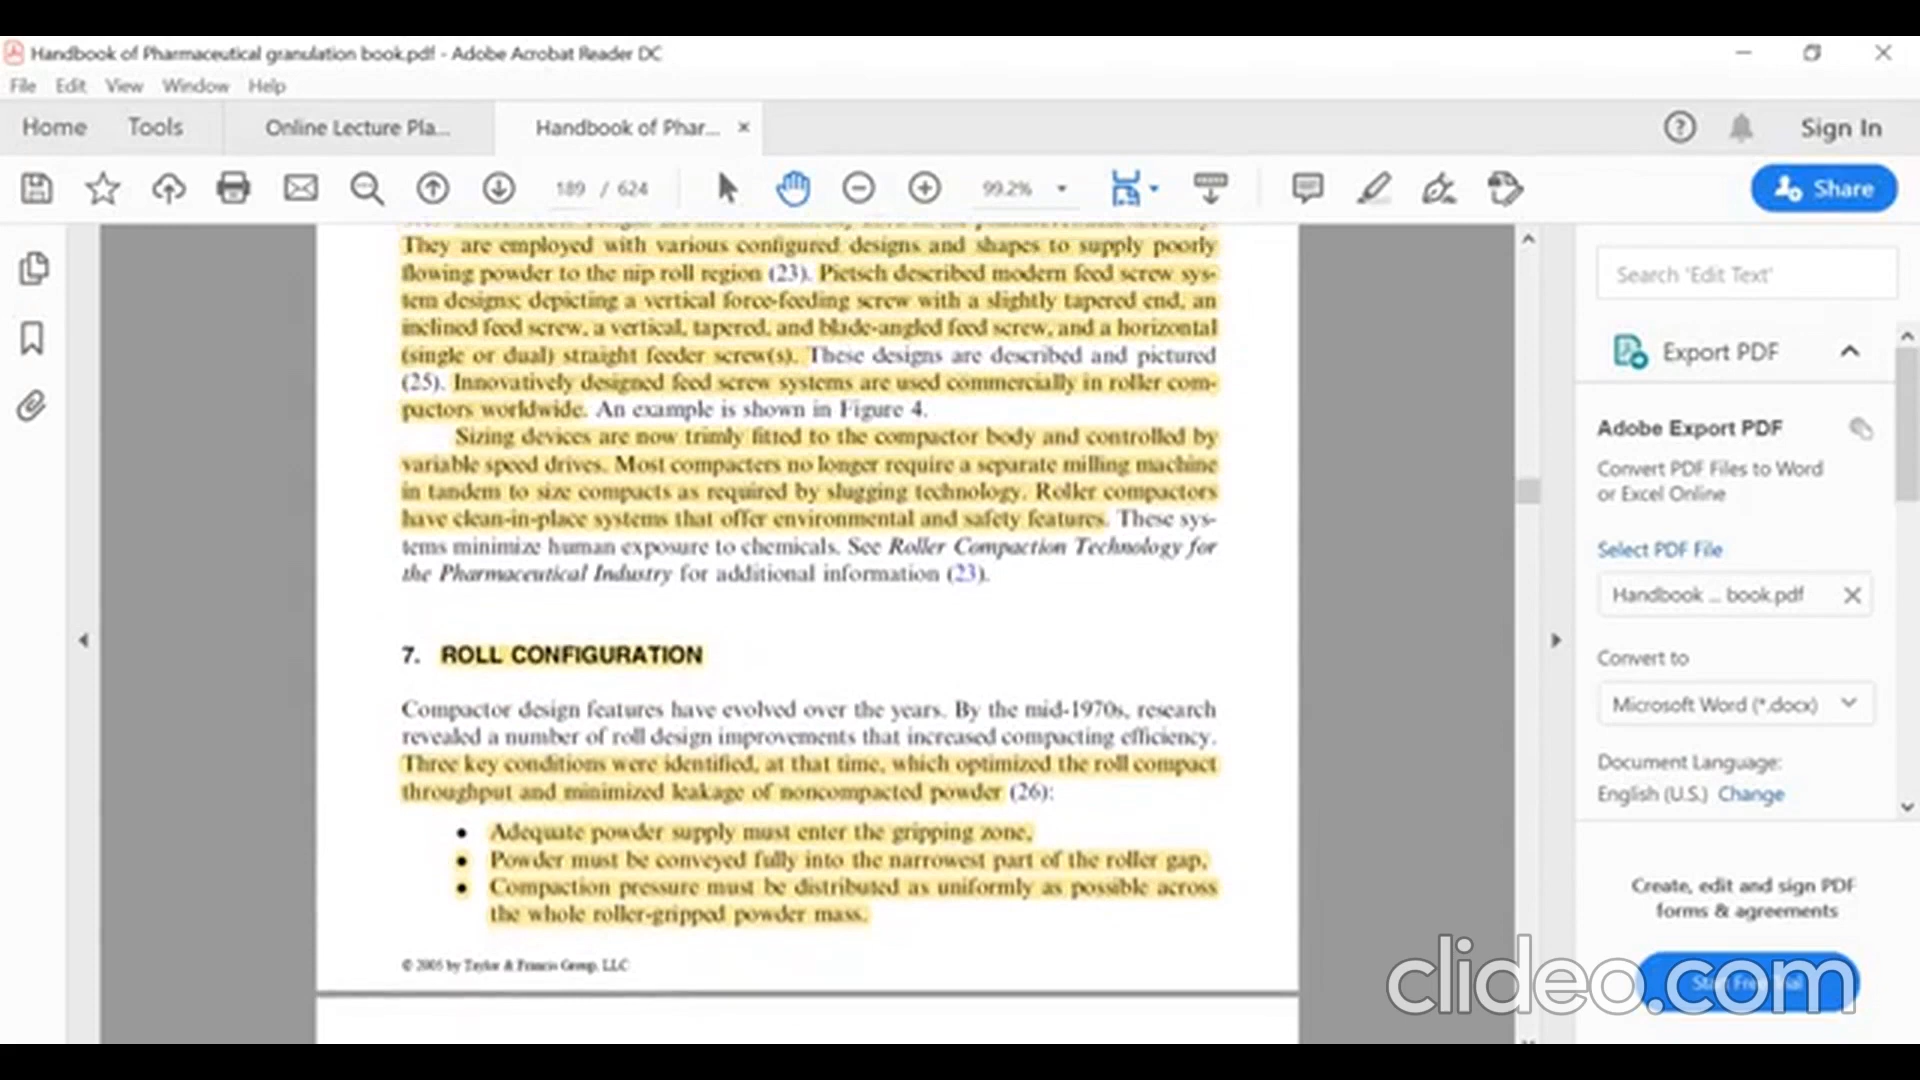 Handbook of Pharmaceutical granulation book.pdf - Adobe Acrobat Reader DC
File Edit View Window Help
Home Tools Online Lecture Pla... Handbook of Phar... × Sign In
189 / 624 99.2% Share
They are employed with various configured designs and shapes to supply poorly
flowing powder to the nip roll region (23). Pietsch described modern feed screw sys-
tem designs; depicting a vertical force-feeding screw with a slightly tapered end, an
inclined feed screw, a vertical, tapered, and blade-angled feed screw, and a horizontal
(single or dual) straight feeder screw(s). These designs are described and pictured
(25). Innovatively designed feed screw systems are used commercially in roller com-
pactors worldwide. An example is shown in Figure 4.
Sizing devices are now trimly fitted to the compactor body and controlled by
variable speed drives. Most compacters no longer require a separate milling machine
in tandem to size compacts as required by slugging technology. Roller compactors
have clean-in-place systems that offer environmental and safety features. These sys-
tems minimize human exposure to chemicals. See Roller Compaction Technology for
the Pharmaceutical Industry for additional information (23).
7. ROLL CONFIGURATION
Compactor design features have evolved over the years. By the mid-1970s, research
revealed a number of roll design improvements that increased compacting efficiency.
Three key conditions were identified, at that time, which optimized the roll compact
throughput and minimized leakage of noncompacted powder (26):
• Adequate powder supply must enter the gripping zone,
• Powder must be conveyed fully into the narrowest part of the roller gap,
• Compaction pressure must be distributed as uniformly as possible across
the whole roller-gripped powder mass.
© 2005 by Taylor & Francis Group, LLC
Search 'Edit Text'
Export PDF
Adobe Export PDF
Convert PDF Files to Word
or Excel Online
Select PDF File
Handbook ... book.pdf
Convert to
Microsoft Word (*.docx)
Document Language:
English (U.S.) Change
Create, edit and sign PDF
forms & agreements
Start Free Trial
clideo.com